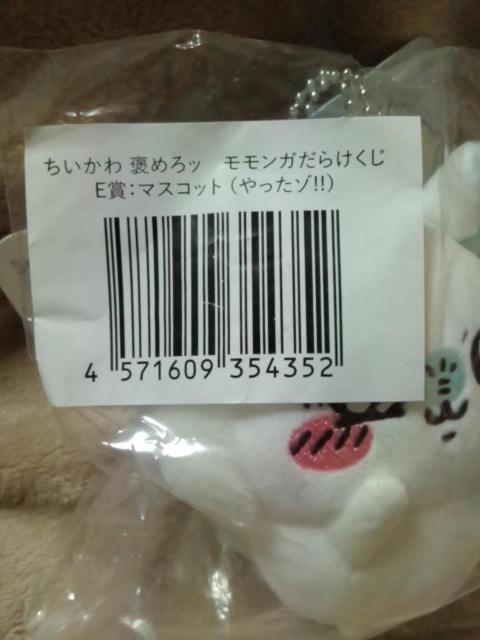 ちいかわ 褒めろッ　モモンガだらけくじ
E賞：マスコット（やったゾ!!）
4 571609 354352